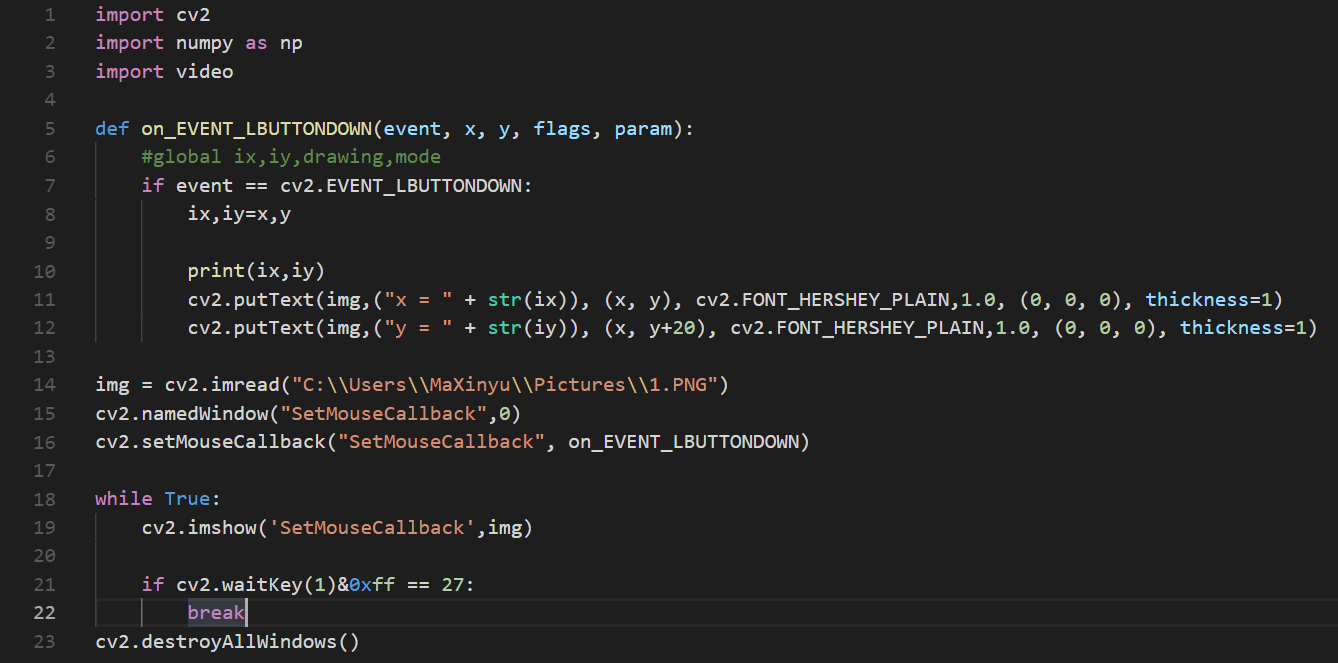 1 import cv2
2 import numpy as np
3 import video
4
5 def on_EVENT_LBUTTONDOWN(event, x, y, flags, param):
6     #global ix,iy,drawing,mode
7     if event == cv2.EVENT_LBUTTONDOWN:
8         ix,iy=x,y
9
10         print(ix,iy)
11         cv2.putText(img,("x = " + str(ix)), (x, y), cv2.FONT_HERSHEY_PLAIN,1.0, (0, 0, 0), thickness=1)
12         cv2.putText(img,("y = " + str(iy)), (x, y+20), cv2.FONT_HERSHEY_PLAIN,1.0, (0, 0, 0), thickness=1)
13
14 img = cv2.imread("C:\\Users\\MaXinyu\\Pictures\\1.PNG")
15 cv2.namedWindow("SetMouseCallback",0)
16 cv2.setMouseCallback("SetMouseCallback", on_EVENT_LBUTTONDOWN)
17
18 while True:
19     cv2.imshow('SetMouseCallback',img)
20
21     if cv2.waitKey(1)&0xff == 27:
22         break
23 cv2.destroyAllWindows()